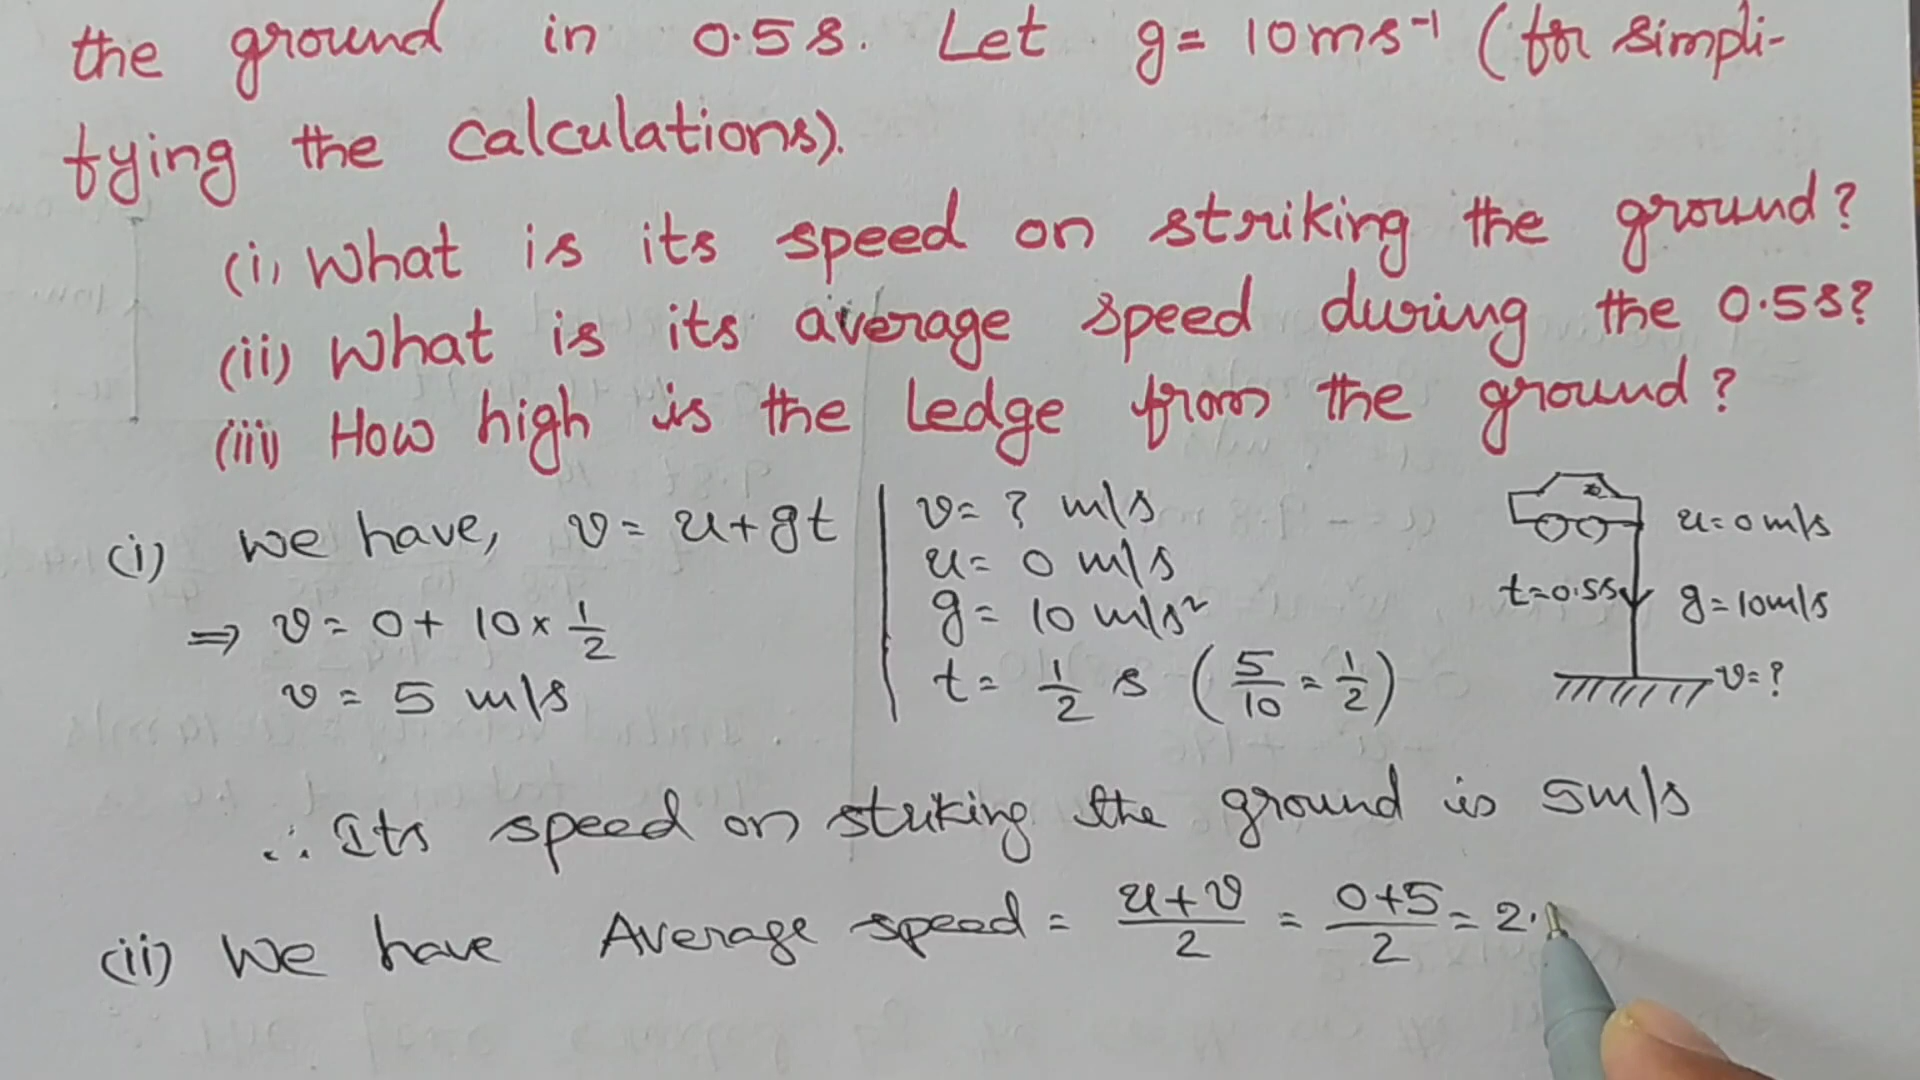 the ground in 0.5s. Let g= 10ms⁻¹ (for simpli-
fying the calculations).
(i) What is its speed on striking the ground?
(ii) What is its average speed during the 0.5s?
(iii) How high is the ledge from the ground?
(i) We have, v = u+gt
⇒ v = 0+ 10× 1/2
v = 5 m/s
v= ? m/s
u= 0 m/s
g= 10 m/s²
t= 1/2 s (5/10 = 1/2)
u=0m/s
t=0.5s
g=10m/s
v=?
∴ Its speed on striking the ground is 5m/s
(ii) We have Average speed = u+v/2 = 0+5/2 = 2.